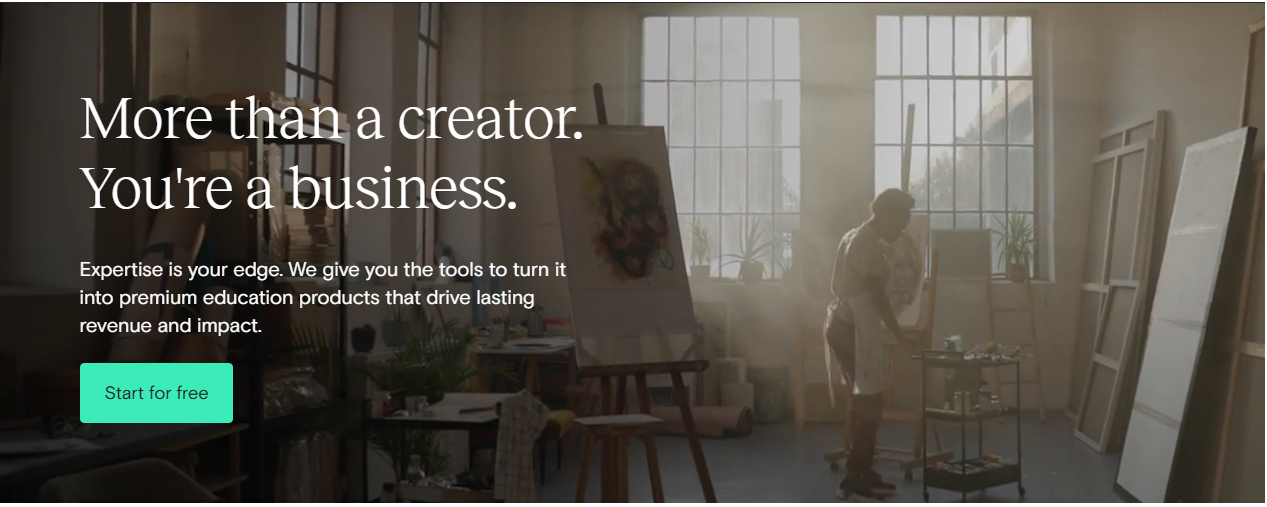 More than a creator.
You're a business.
Expertise is your edge. We give you the tools to turn it
into premium education products that drive lasting
revenue and impact.
Start for free